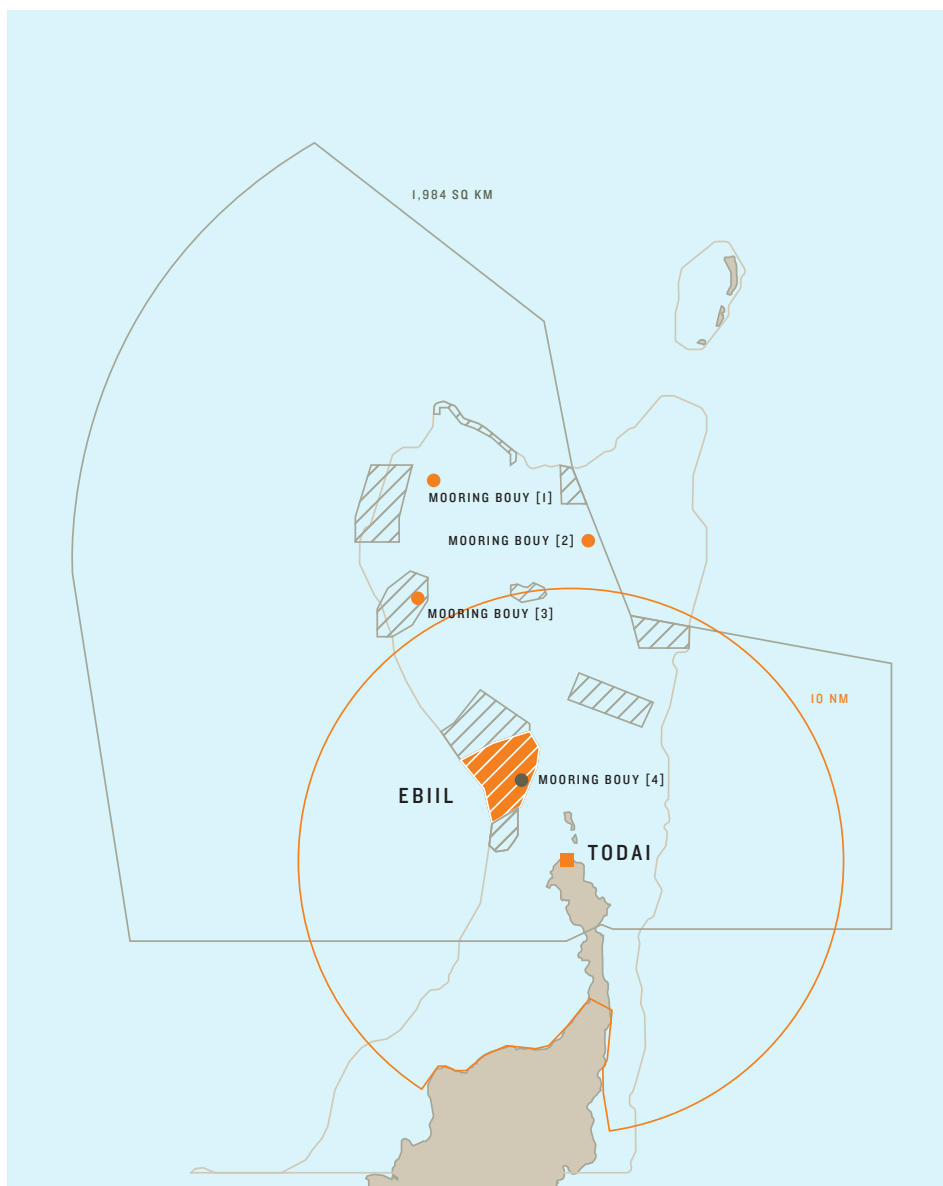 1,984 SQ KM
MOORING BOUY [1]
MOORING BOUY [2]
MOORING BOUY [3]
10 NM
MOORING BOUY [4]
EBIIL
TODAI